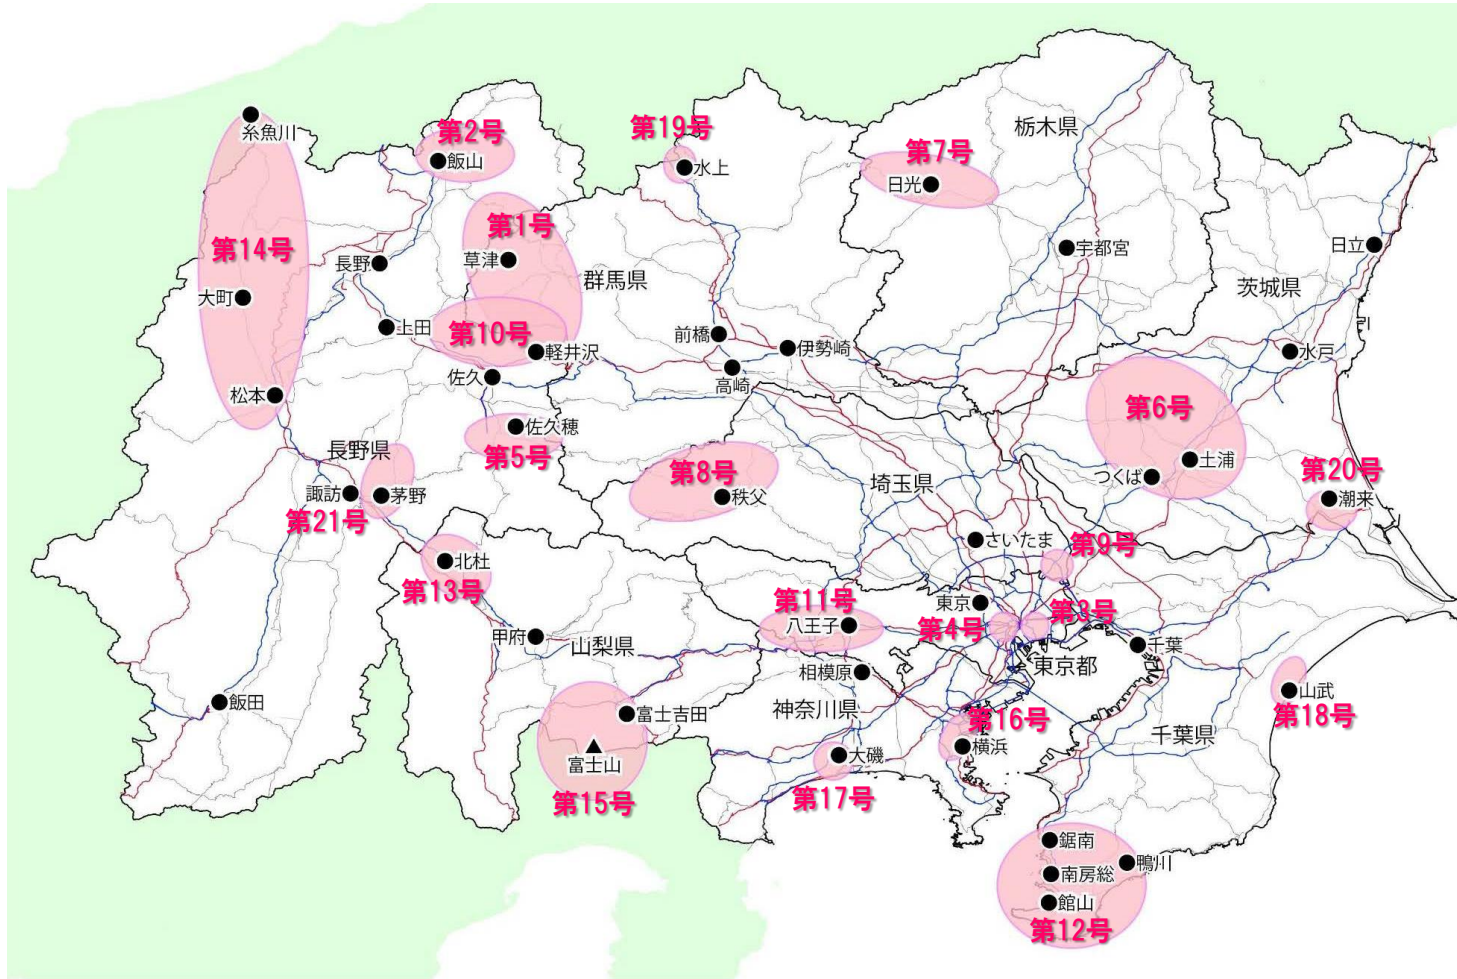 糸魚川
第2号
飯山
第19号
水上
第7号
日光
栃木県
第14号
第1号
長野
草津
群馬県
宇都宮
日立
茨城県
大町
上田
第10号
軽井沢
前橋
伊勢崎
水戸
佐久
高崎
松本
第6号
佐久穂
長野県
第5号
土浦
つくば
第8号
秩父
埼玉県
諏訪
茅野
第21号
第20号
潮来
さいたま
第9号
北杜
第13号
第11号
八王子
東京
第4号
第3号
甲府
山梨県
千葉
東京都
相模原
飯田
富士吉田
神奈川県
第16号
横浜
山武
第18号
千葉県
富士山
第15号
大磯
第17号
鋸南
鴨川
南房総
館山
第12号